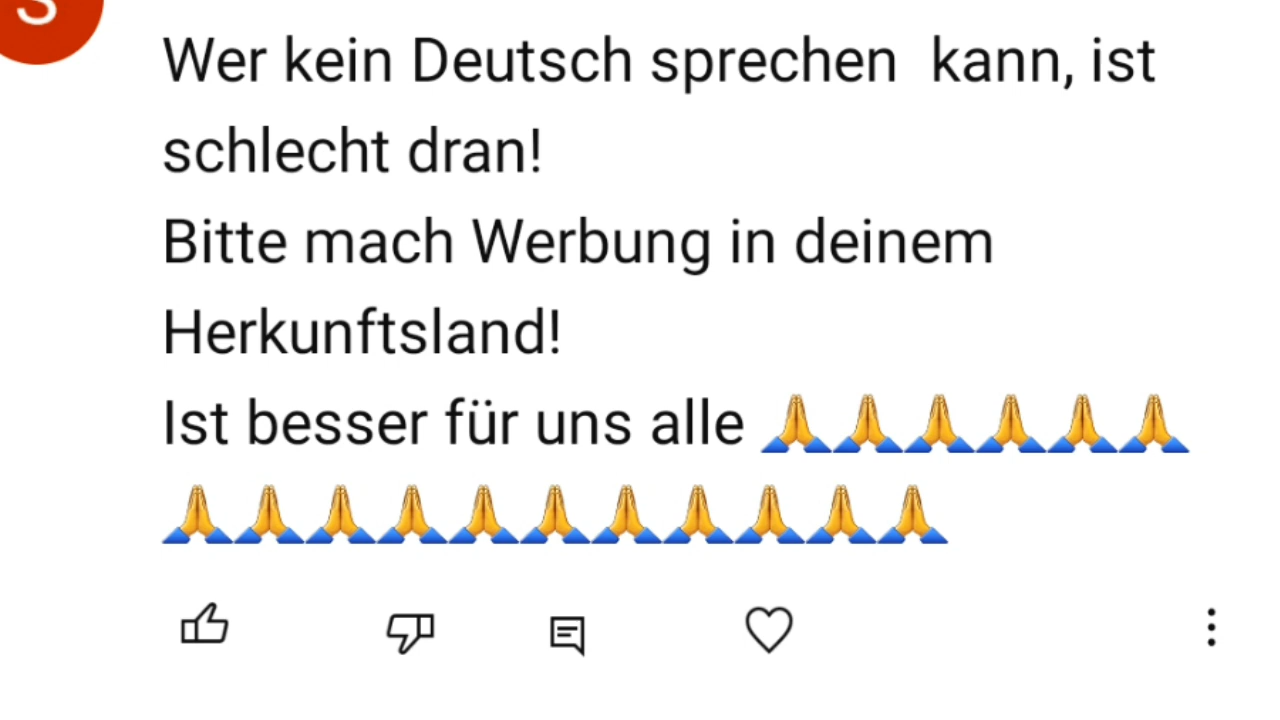 S
Wer kein Deutsch sprechen  kann, ist
schlecht dran!
Bitte mach Werbung in deinem
Herkunftsland!
Ist besser für uns alle 🙏🙏🙏🙏🙏🙏
🙏🙏🙏🙏🙏🙏🙏🙏🙏🙏🙏